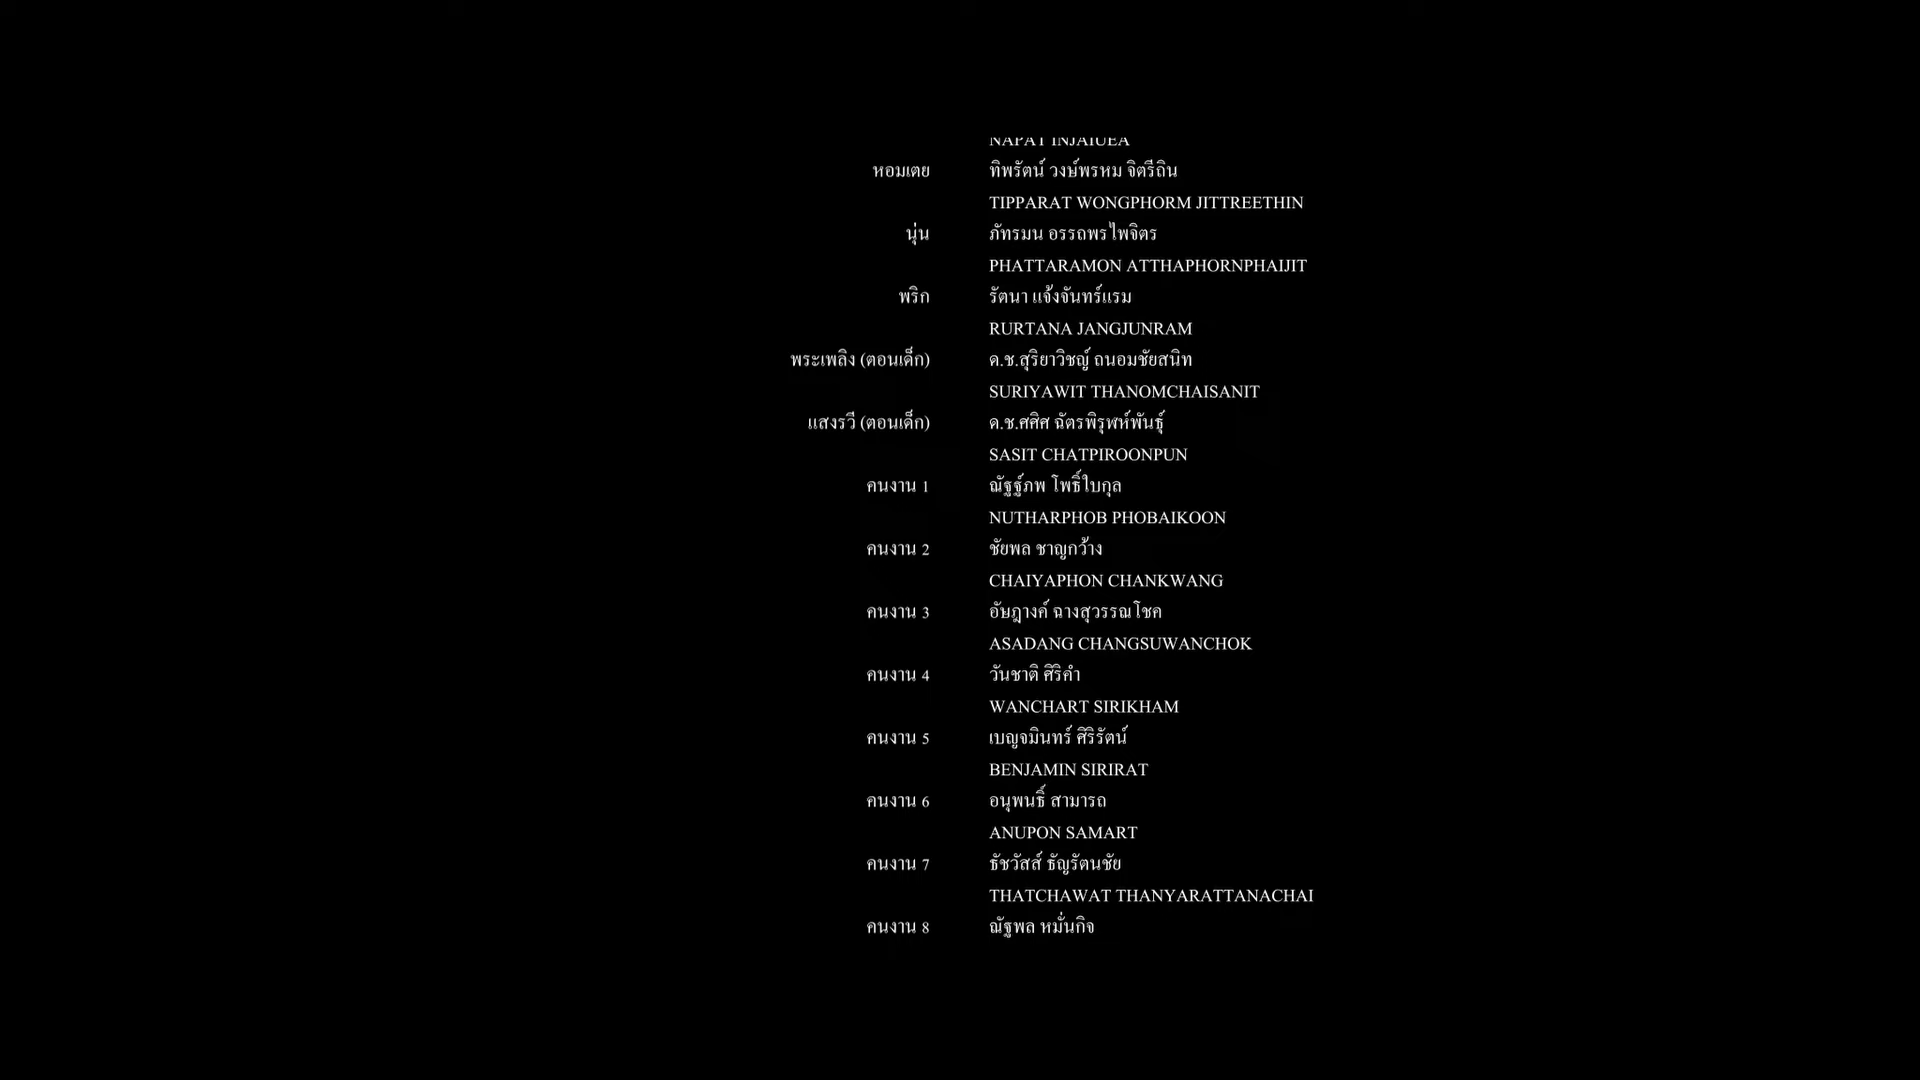 NAPAT INJAIUEA
หอมเตย ทิพรัตน์ วงษ์พรหม จิตรีถิน
TIPPARAT WONGPHORM JITTREETHIN
นุ่น ภัทรมน อรรถพรไพจิตร
PHATTARAMON ATTHAPHORNPHAIJIT
พริก รัตนา แจ้งจันทร์แรม
RURTANA JANGJUNRAM
พระเพลิง (ตอนเด็ก) ด.ช.สุริยาวิชญ์ ถนอมชัยสนิท
SURIYAWIT THANOMCHAISANIT
แสงรวี (ตอนเด็ก) ด.ช.ศศิศ ฉัตรพิรุฬห์พันธุ์
SASIT CHATPIROONPUN
คนงาน 1 ณัฐฐ์ภพ โพธิ์ใบกุล
NUTHARPHOB PHOBAIKOON
คนงาน 2 ชัยพล ชาญกว้าง
CHAIYAPHON CHANKWANG
คนงาน 3 อัษฎางค์ ฉางสุวรรณโชค
ASADANG CHANGSUWANCHOK
คนงาน 4 วันชาติ ศิริคำ
WANCHART SIRIKHAM
คนงาน 5 เบญจมินทร์ ศิริรัตน์
BENJAMIN SIRIRAT
คนงาน 6 อนุพนธิ์ สามารถ
ANUPON SAMART
คนงาน 7 ธัชวัสส์ ธัญรัตนชัย
THATCHAWAT THANYARATTANACHAI
คนงาน 8 ณัฐพล หมั่นกิจ